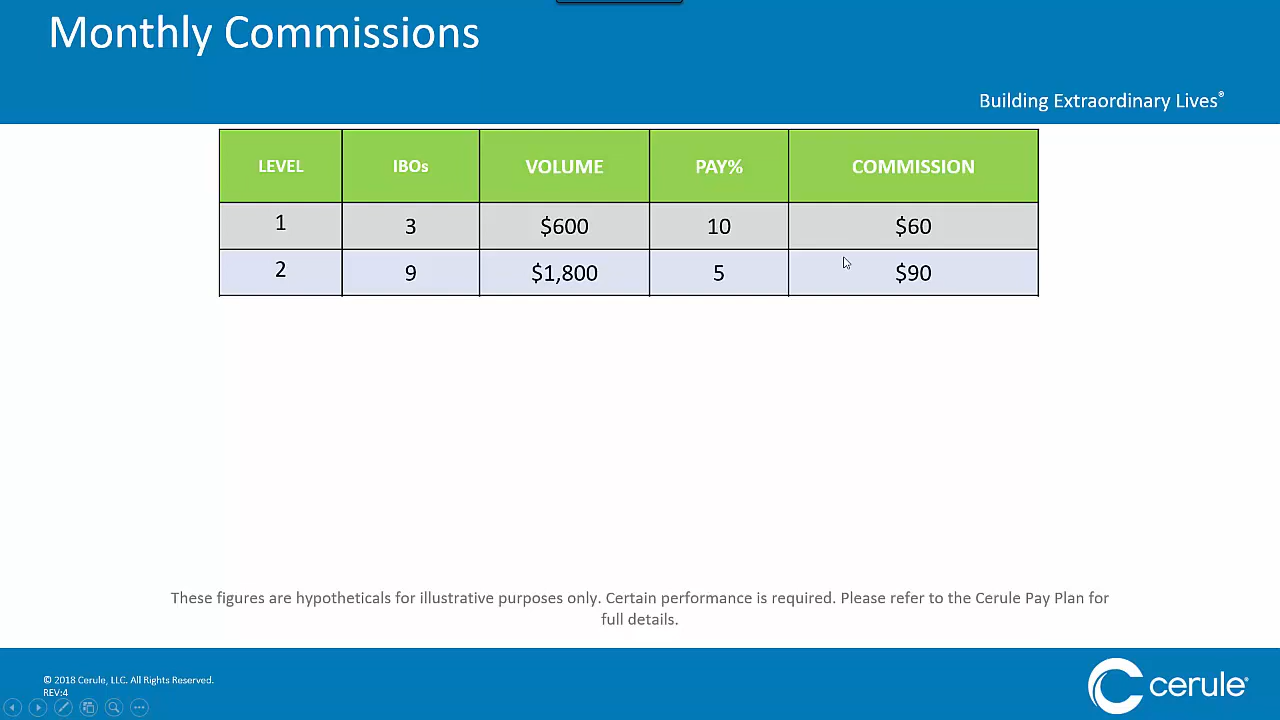 Monthly Commissions
Building Extraordinary Lives®
LEVEL IBOs VOLUME PAY% COMMISSION
1 3 $600 10 $60
2 9 $1,800 5 $90
These figures are hypotheticals for illustrative purposes only. Certain performance is required. Please refer to the Cerule Pay Plan for
full details.
© 2018 Cerule, LLC. All Rights Reserved.
REV:4
cerule®